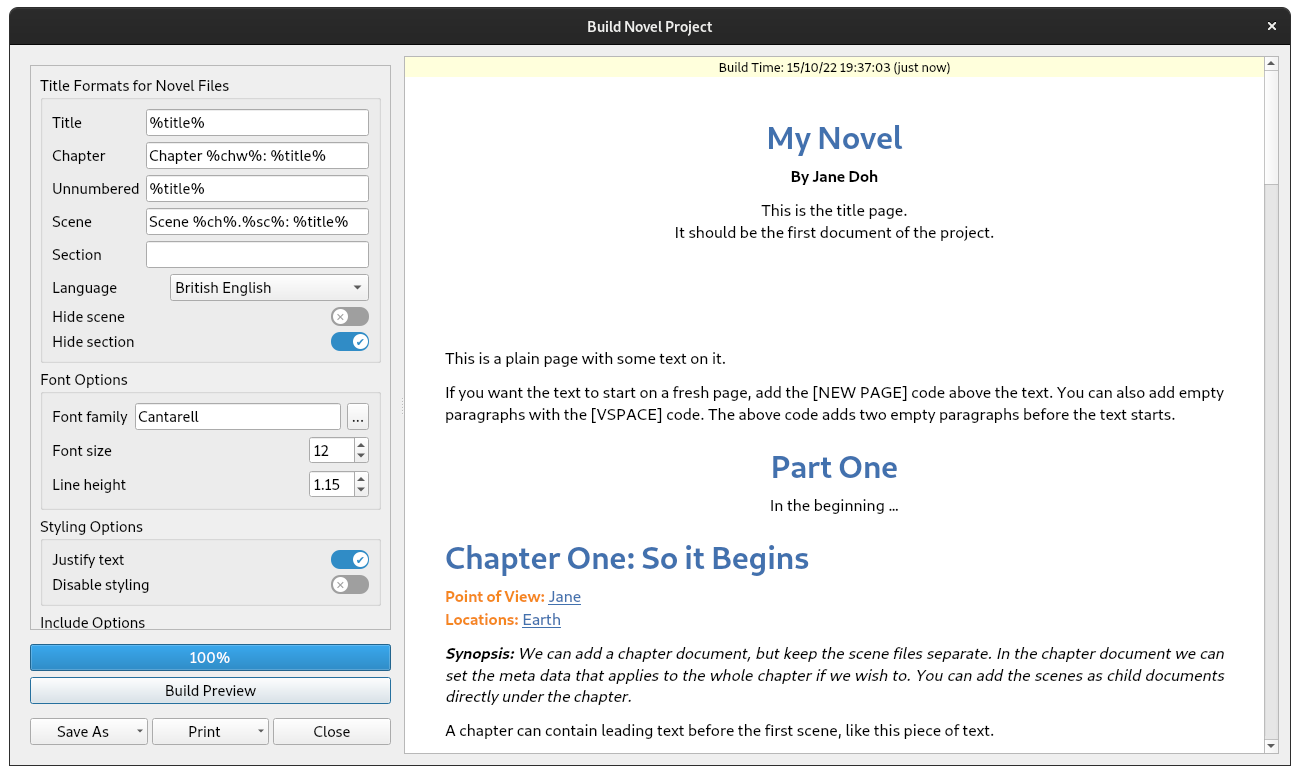 Build Novel Project
Title Formats for Novel Files
Title %title%
Chapter Chapter %chw%: %title%
Unnumbered %title%
Scene Scene %ch%.%sc%: %title%
Section
Language British English
Hide scene
Hide section
Font Options
Font family Cantarell ...
Font size 12
Line height 1.15
Styling Options
Justify text
Disable styling
Include Options
100%
Build Preview
Save As Print Close
Build Time: 15/10/22 19:37:03 (just now)
My Novel
By Jane Doh
This is the title page.
It should be the first document of the project.
This is a plain page with some text on it.
If you want the text to start on a fresh page, add the [NEW PAGE] code above the text. You can also add empty
paragraphs with the [VSPACE] code. The above code adds two empty paragraphs before the text starts.
Part One
In the beginning ...
Chapter One: So it Begins
Point of View: Jane
Locations: Earth
Synopsis: We can add a chapter document, but keep the scene files separate. In the chapter document we can
set the meta data that applies to the whole chapter if we wish to. You can add the scenes as child documents
directly under the chapter.
A chapter can contain leading text before the first scene, like this piece of text.